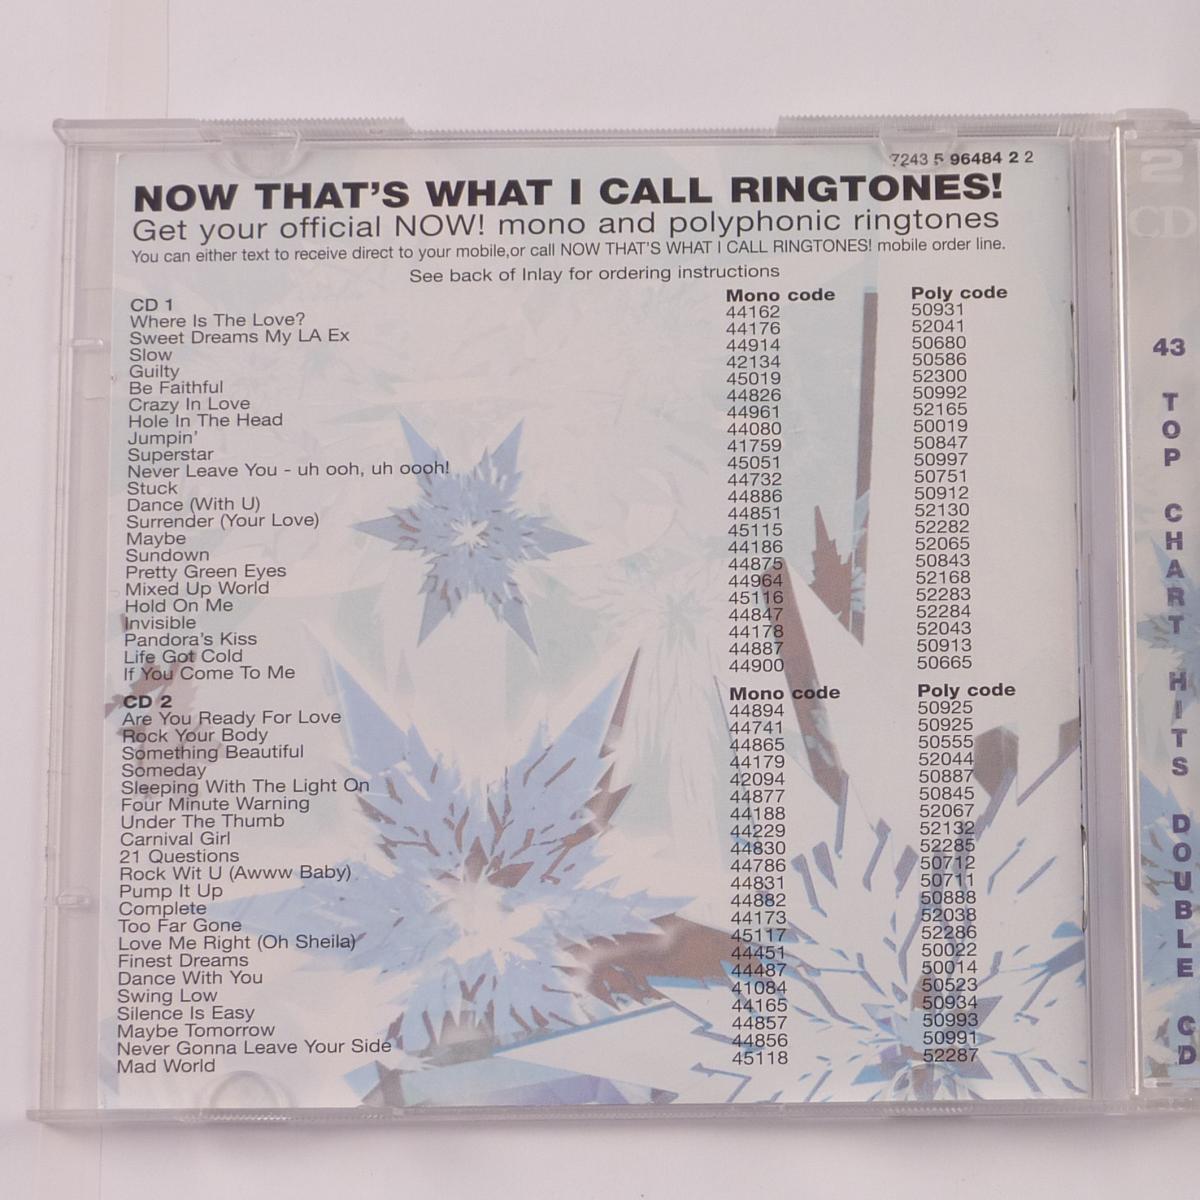 7243 5 96484 2 2
NOW THAT'S WHAT I CALL RINGTONES!
Get your official NOW! mono and polyphonic ringtones
You can either text to receive direct to your mobile,or call NOW THAT'S WHAT I CALL RINGTONES! mobile order line.
See back of Inlay for ordering instructions
CD 1 Mono code Poly code
Where Is The Love? 44162 50931
Sweet Dreams My LA Ex 44176 52041
Slow 44914 50680
Guilty 42134 50586
Be Faithful 45019 52300
Crazy In Love 44826 50992
Hole In The Head 44961 52165
Jumpin' 44080 50019
Superstar 41759 50847
Never Leave You - uh ooh, uh oooh! 45051 50997
Stuck 44732 50751
Dance (With U) 44886 50912
Surrender (Your Love) 44851 52130
Maybe 45115 52282
Sundown 44186 52065
Pretty Green Eyes 44875 50843
Mixed Up World 44964 52168
Hold On Me 45116 52283
Invisible 44847 52284
Pandora's Kiss 44178 52043
Life Got Cold 44887 50913
If You Come To Me 44900 50665
CD 2 Mono code Poly code
Are You Ready For Love 44894 50925
Rock Your Body 44741 50925
Something Beautiful 44865 50555
Someday 44179 52044
Sleeping With The Light On 42094 50887
Four Minute Warning 44877 50845
Under The Thumb 44188 52067
Carnival Girl 44229 52132
21 Questions 44830 52285
Rock Wit U (Awww Baby) 44786 50712
Pump It Up 44831 50711
Complete 44882 50888
Too Far Gone 44173 52038
Love Me Right (Oh Sheila) 45117 52286
Finest Dreams 44451 50022
Dance With You 44487 50014
Swing Low 41084 50523
Silence Is Easy 44165 50934
Maybe Tomorrow 44857 50993
Never Gonna Leave Your Side 44856 50991
Mad World 45118 52287
2
CD
43 TOP CHART HITS DOUBLE CD